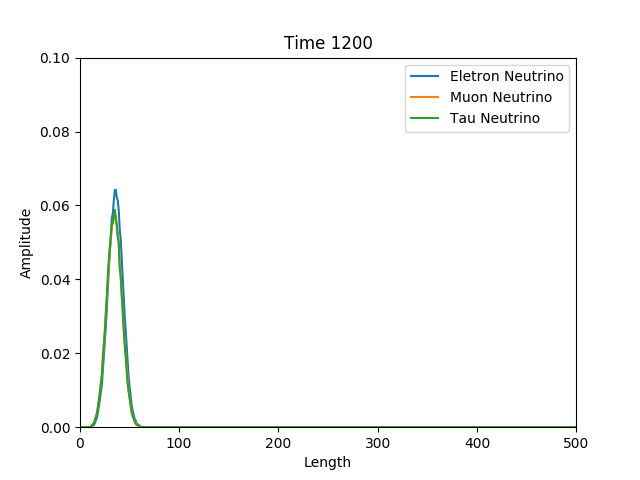 Time 1200
Eletron Neutrino
Muon Neutrino
Tau Neutrino
Amplitude
0.10
0.08
0.06
0.04
0.02
0.00
0 100 200 300 400 500
Length